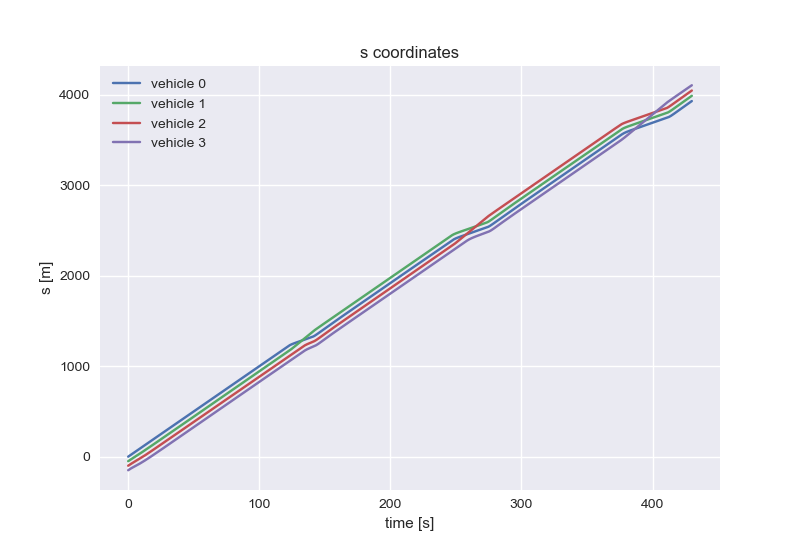 s coordinates
vehicle 0
vehicle 1
vehicle 2
vehicle 3
4000
3000
2000
1000
0
s [m]
0 100 200 300 400
time [s]